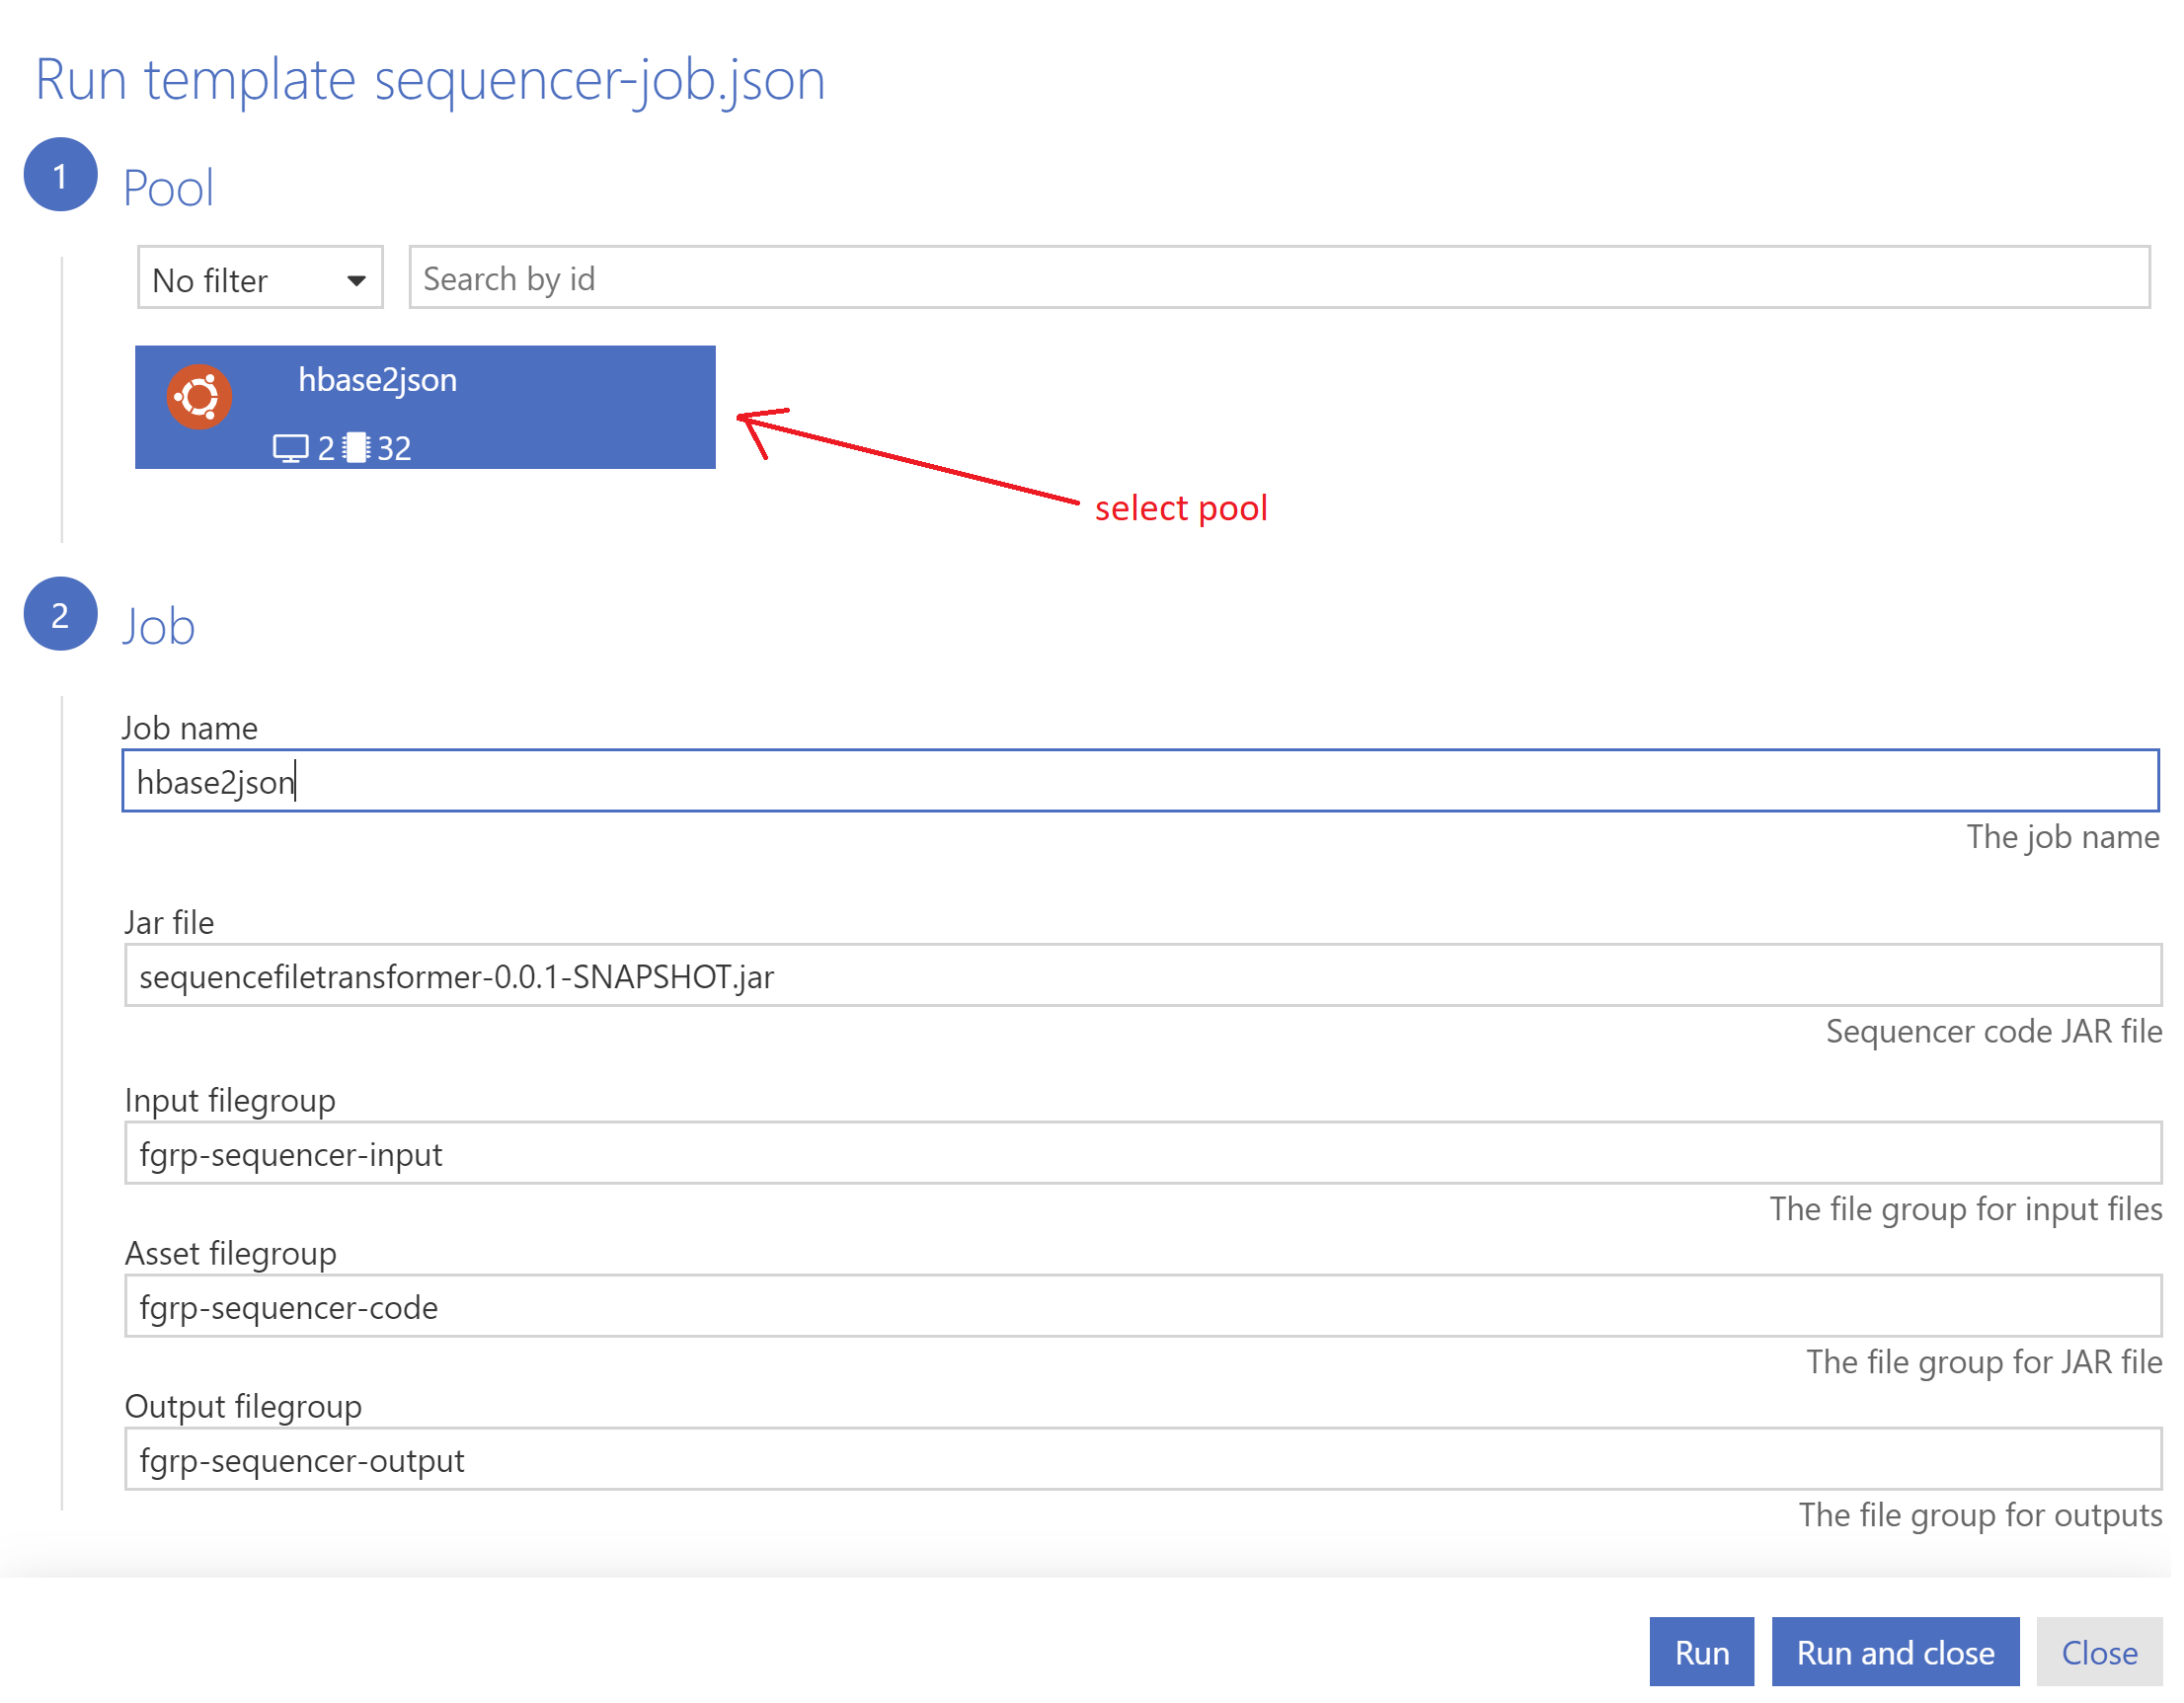 Run template sequencer-job.json
1
Pool
No filter
Search by id
hbase2json
2 32
select pool
2
Job
Job name
hbase2json
The job name
Jar file
sequencefiletransformer-0.0.1-SNAPSHOT.jar
Sequencer code JAR file
Input filegroup
fgrp-sequencer-input
The file group for input files
Asset filegroup
fgrp-sequencer-code
The file group for JAR file
Output filegroup
fgrp-sequencer-output
The file group for outputs
Run Run and close Close